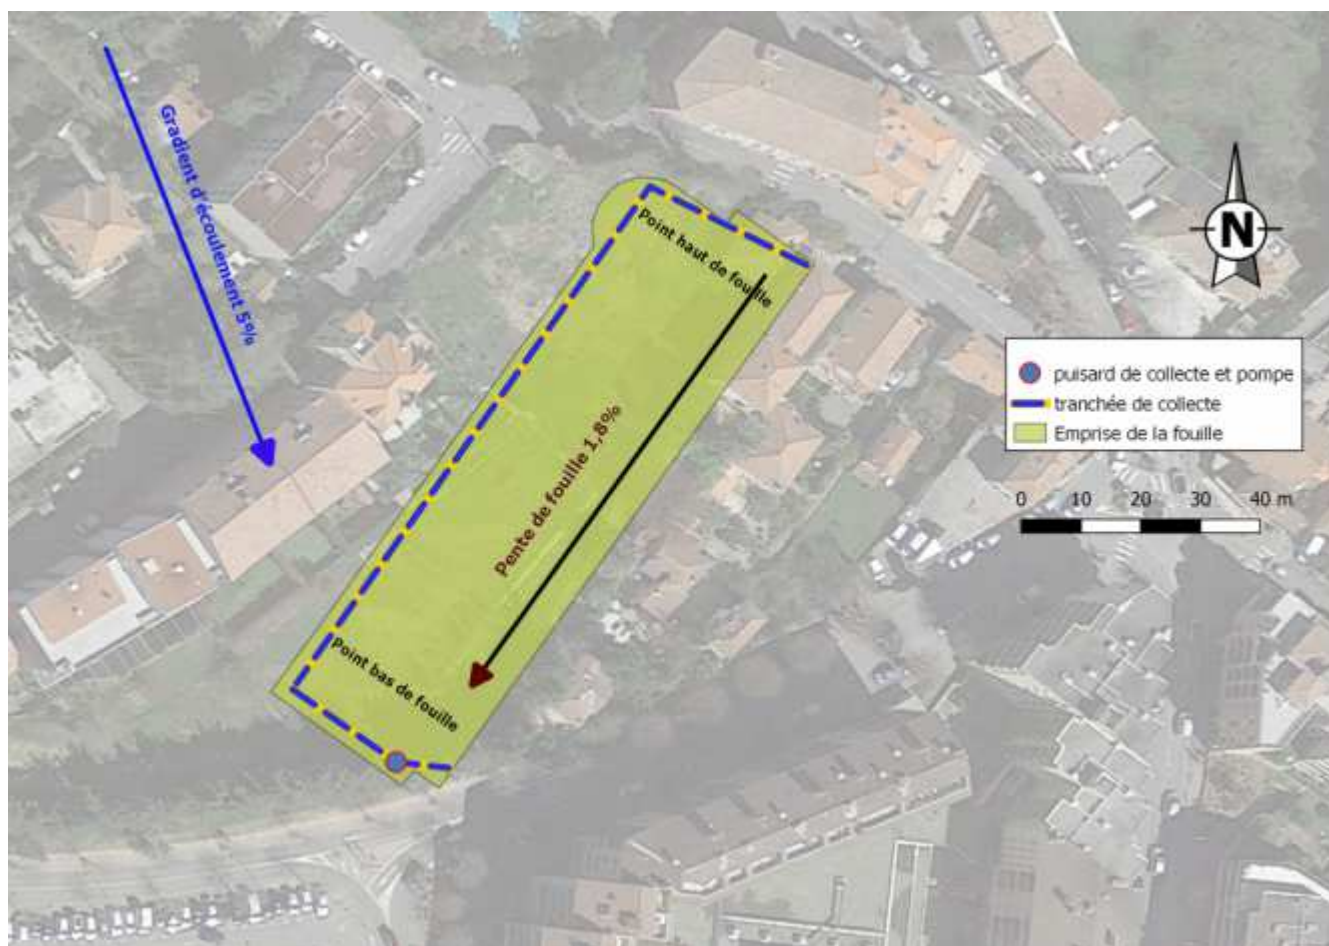 Gradient d'écoulement 5%
Point haut de fouille
N
puisard de collecte et pompe
tranchée de collecte
Emprise de la fouille
Pente de fouille 1,8%
0 10 20 30 40 m
Point bas de fouille